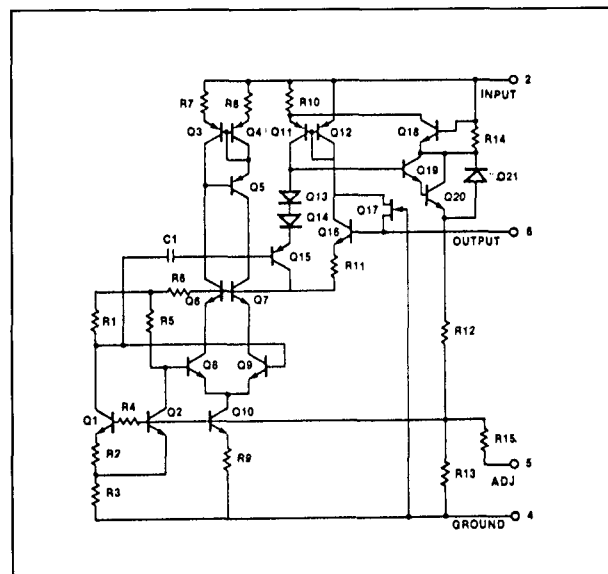 2
INPUT
R7
R8
R10
Q3
Q4
Q11
Q12
Q18
R14
Q19
Q5
Q20
Q21
Q13
Q14
Q17
Q16
6
OUTPUT
C1
Q15
R11
R6
Q6
Q7
R1
R5
R12
Q8
Q9
Q1
R4
Q2
Q10
R15
R2
R9
R13
5
ADJ
R3
4
GROUND